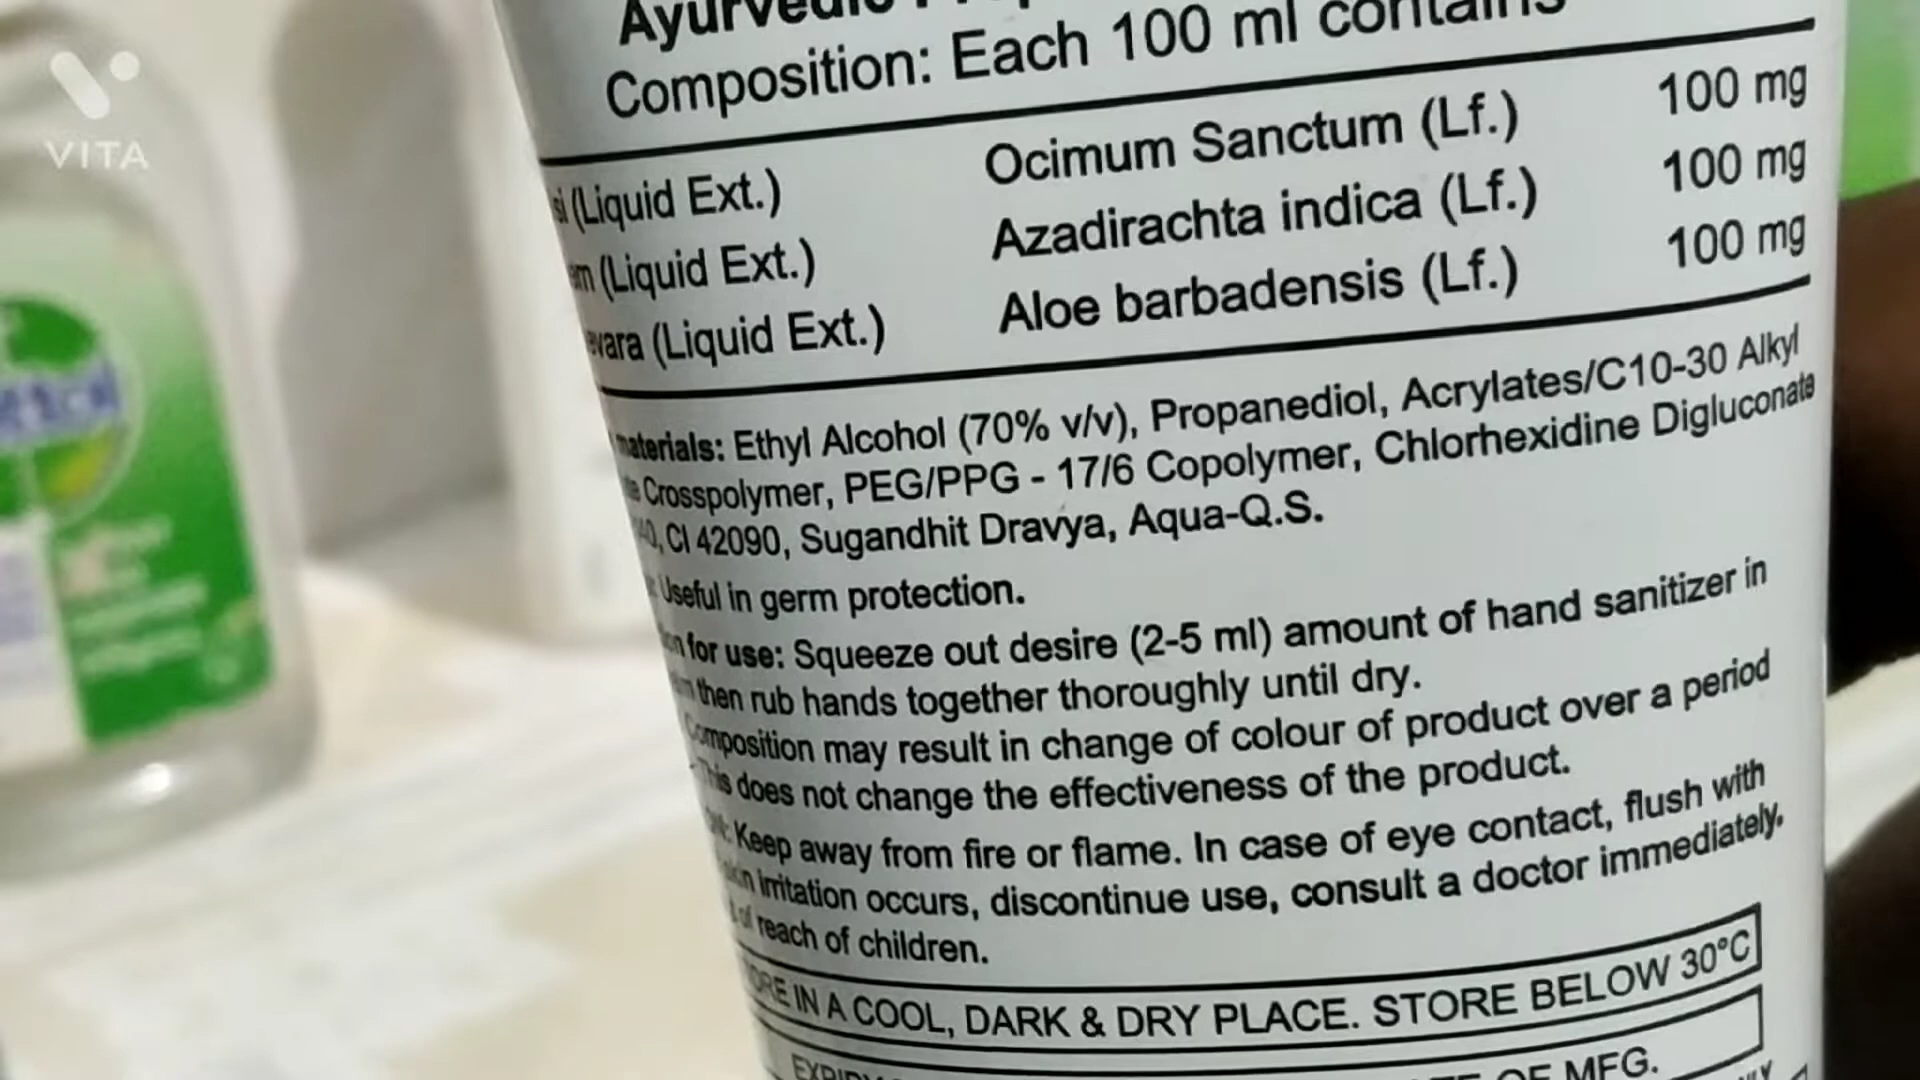 VITA
Ayurvedic
Composition: Each 100 ml contains
(Liquid Ext.) Ocimum Sanctum (Lf.) 100 mg
(Liquid Ext.) Azadirachta indica (Lf.) 100 mg
(Liquid Ext.) Aloe barbadensis (Lf.) 100 mg
materials: Ethyl Alcohol (70% v/v), Propanediol, Acrylates/C10-30 Alkyl
Crosspolymer, PEG/PPG - 17/6 Copolymer, Chlorhexidine Digluconate
CI 42090, Sugandhit Dravya, Aqua-Q.S.
Useful in germ protection.
for use: Squeeze out desire (2-5 ml) amount of hand sanitizer in
then rub hands together thoroughly until dry.
Composition may result in change of colour of product over a period
This does not change the effectiveness of the product.
Keep away from fire or flame. In case of eye contact, flush with
irritation occurs, discontinue use, consult a doctor immediately.
of reach of children.
IN A COOL, DARK & DRY PLACE. STORE BELOW 30°C
OF MFG.